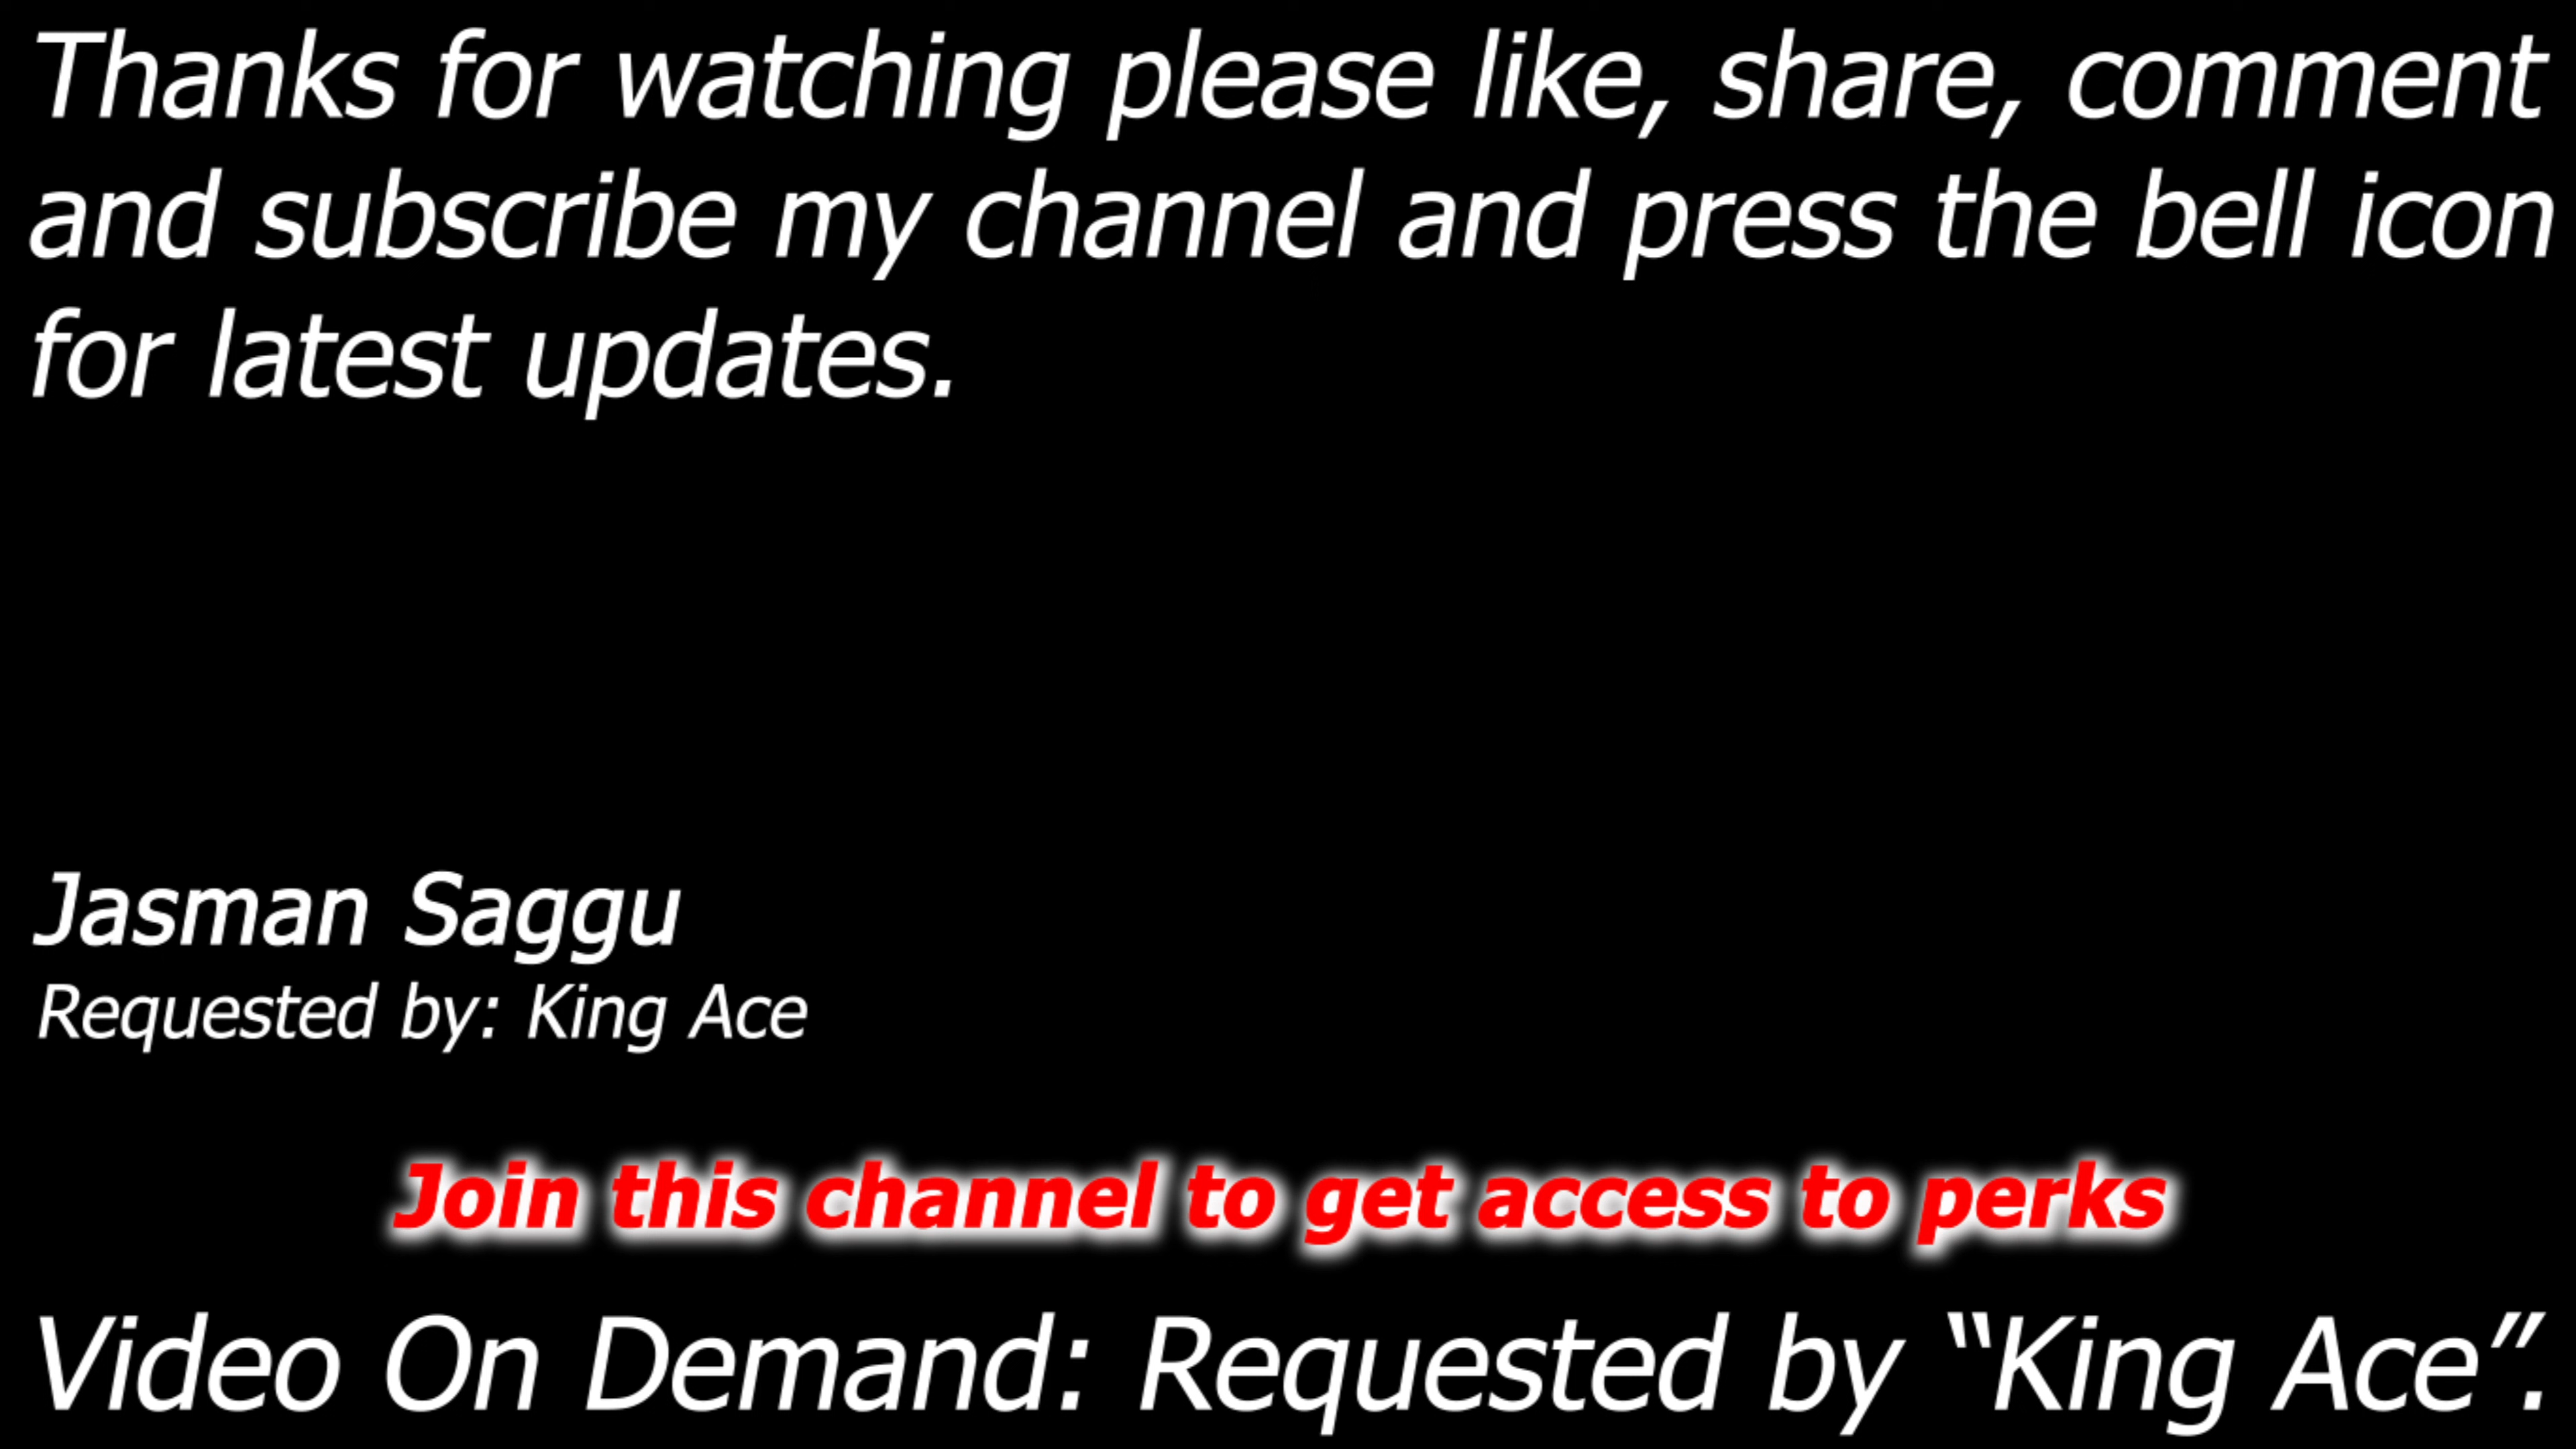 Thanks for watching please like, share, comment
and subscribe my channel and press the bell icon
for latest updates.
Jasman Saggu
Requested by: King Ace
Join this channel to get access to perks
Video On Demand: Requested by “King Ace”.